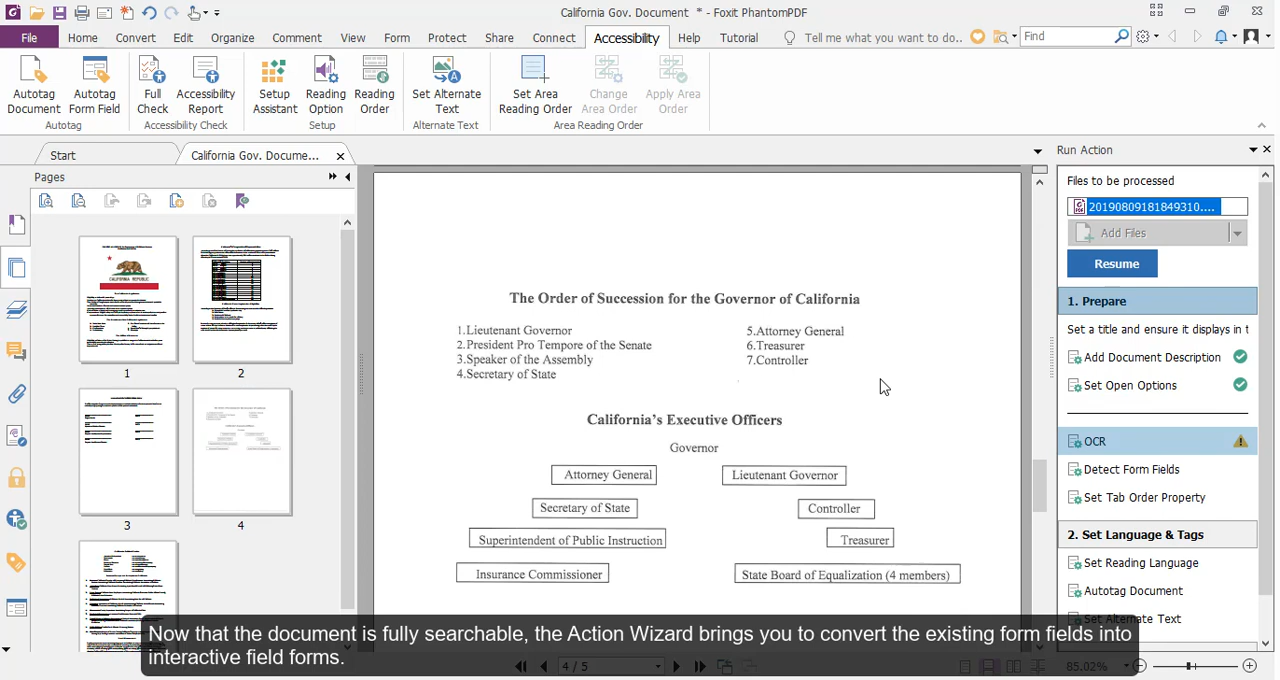 California Gov. Document * - Foxit PhantomPDF
File Home Convert Edit Organize Comment View Form Protect Share Connect Accessibility Help Tutorial Tell me what you want to do.. Find
Autotag Document
Autotag Form Field
Full Check
Accessibility Report
Setup Assistant
Reading Option
Reading Order
Set Alternate Text
Set Area Reading Order
Change Area Order
Apply Area Order
Autotag Accessibility Check Setup Alternate Text Area Reading Order
Start California Gov. Docume...
Pages
1 2
3 4
The Order of Succession for the Governor of California
1.Lieutenant Governor
2.President Pro Tempore of the Senate
3.Speaker of the Assembly
4.Secretary of State
5.Attorney General
6.Treasurer
7.Controller
California's Executive Officers
Governor
Attorney General Lieutenant Governor
Secretary of State Controller
Superintendent of Public Instruction Treasurer
Insurance Commissioner State Board of Equalization (4 members)
Run Action
Files to be processed
20190809181849310....
Add Files
Resume
1. Prepare
Set a title and ensure it displays in t
Add Document Description
Set Open Options
OCR
Detect Form Fields
Set Tab Order Property
2. Set Language & Tags
Set Reading Language
Autotag Document
Set Alternate Text
Now that the document is fully searchable, the Action Wizard brings you to convert the existing form fields into
interactive field forms.
4 / 5
85.02%